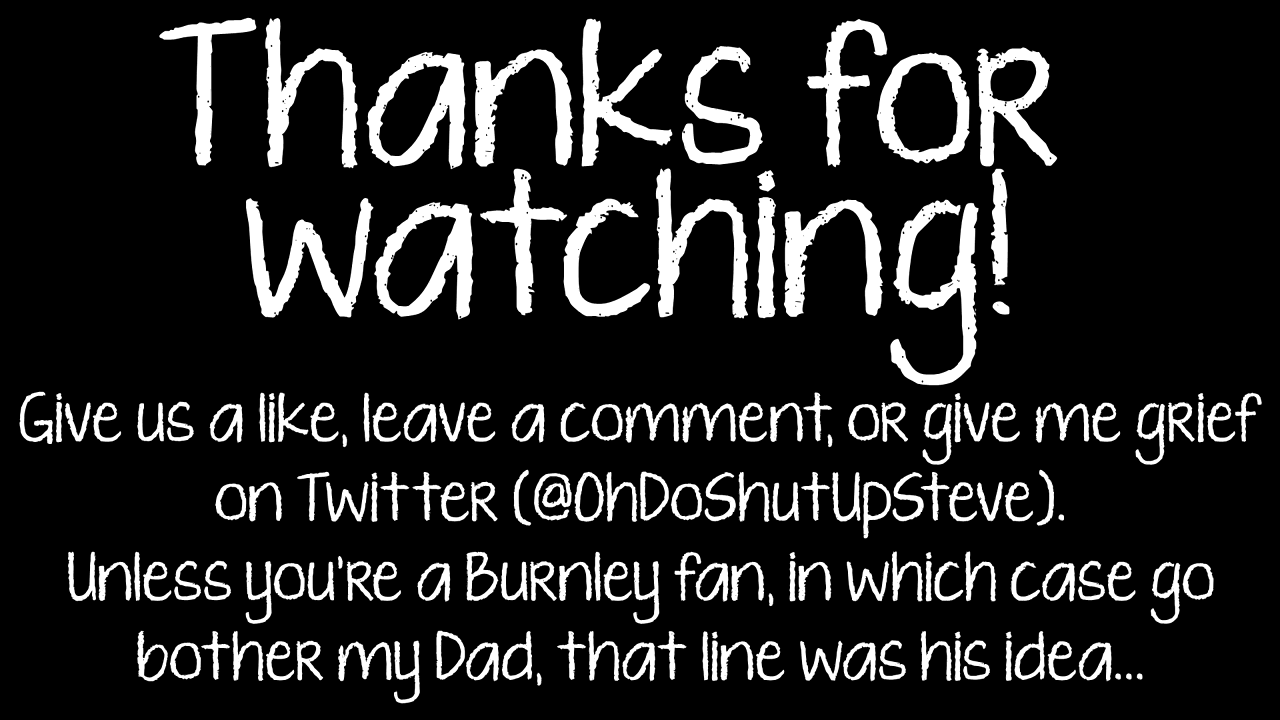 Thanks for
watching!
Give us a like, leave a comment, or give me grief
on Twitter (@OhDoShutUpSteve).
Unless you're a Burnley fan, in which case go
bother my Dad, that line was his idea...